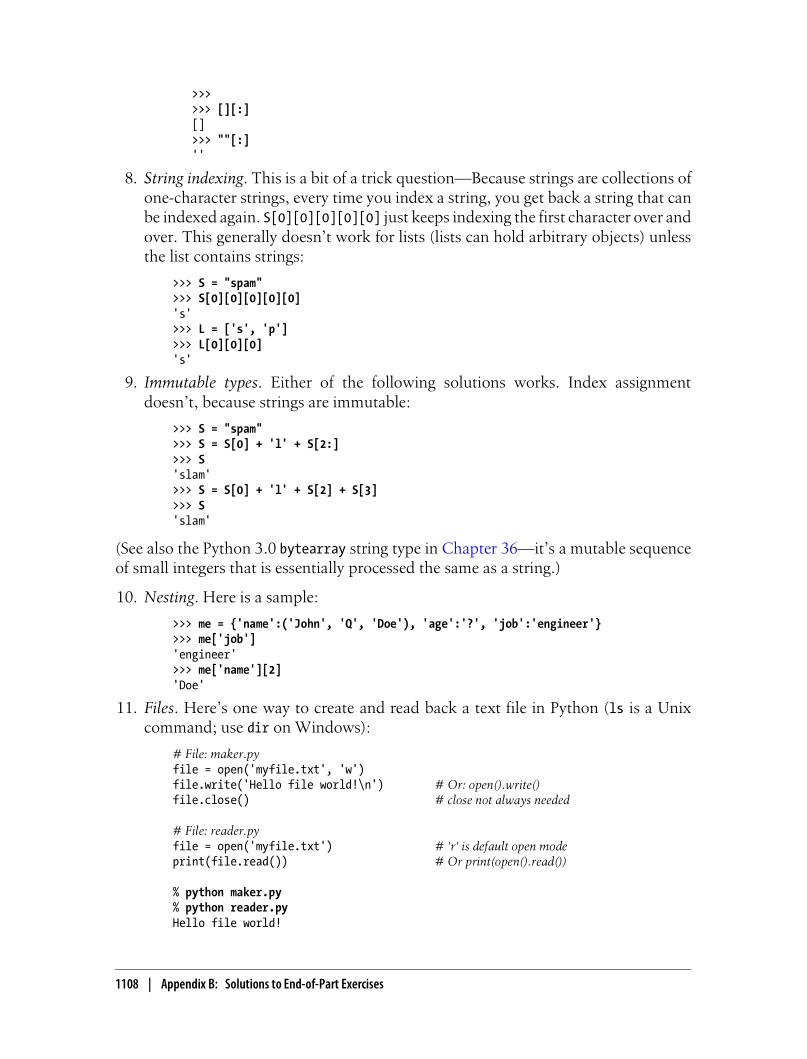 >>>
>>> [][:]
[]
>>> ""[:]
''
8. String indexing. This is a bit of a trick question—Because strings are collections of
one-character strings, every time you index a string, you get back a string that can
be indexed again. S[0][0][0][0][0] just keeps indexing the first character over and
over. This generally doesn't work for lists (lists can hold arbitrary objects) unless
the list contains strings:
>>> S = "spam"
>>> S[0][0][0][0][0]
's'
>>> L = ['s', 'p']
>>> L[0][0][0]
's'
9. Immutable types. Either of the following solutions works. Index assignment
doesn't, because strings are immutable:
>>> S = "spam"
>>> S = S[0] + 'l' + S[2:]
>>> S
'slam'
>>> S = S[0] + 'l' + S[2] + S[3]
>>> S
'slam'
(See also the Python 3.0 bytearray string type in Chapter 36—it's a mutable sequence
of small integers that is essentially processed the same as a string.)
10. Nesting. Here is a sample:
>>> me = {'name':('John', 'Q', 'Doe'), 'age':'?', 'job':'engineer'}
>>> me['job']
'engineer'
>>> me['name'][2]
'Doe'
11. Files. Here's one way to create and read back a text file in Python (ls is a Unix
command; use dir on Windows):
# File: maker.py
file = open('myfile.txt', 'w')
file.write('Hello file world!\n') # Or: open().write()
file.close() # close not always needed
# File: reader.py
file = open('myfile.txt') # 'r' is default open mode
print(file.read()) # Or print(open().read())
% python maker.py
% python reader.py
Hello file world!
1108 | Appendix B: Solutions to End-of-Part Exercises